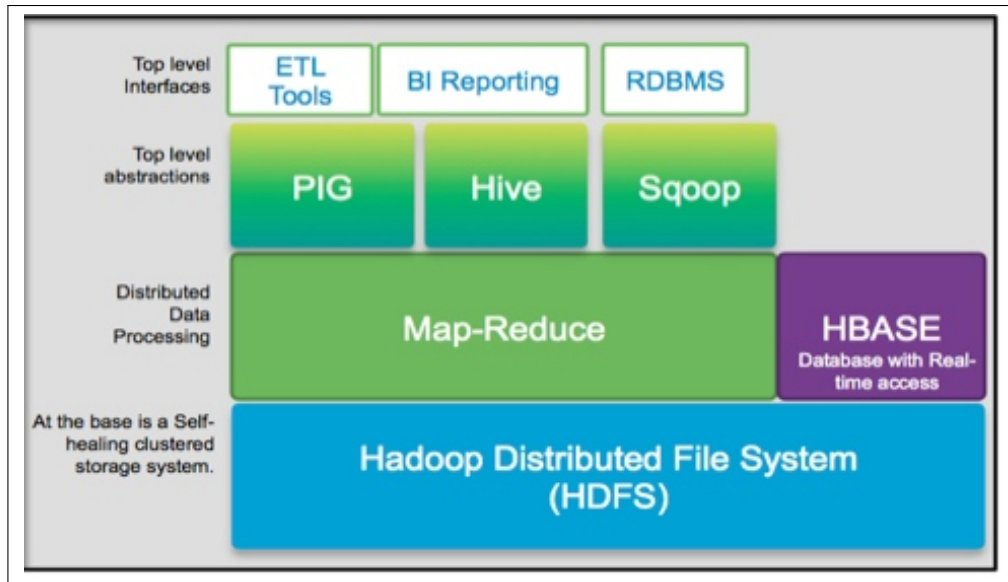 Top level
Interfaces
ETL
Tools
BI Reporting
RDBMS
Top level
abstractions
PIG
Hive
Sqoop
Distributed
Data
Processing
Map-Reduce
HBASE
Database with Real-
time access
At the base is a Self-
healing clustered
storage system.
Hadoop Distributed File System
(HDFS)